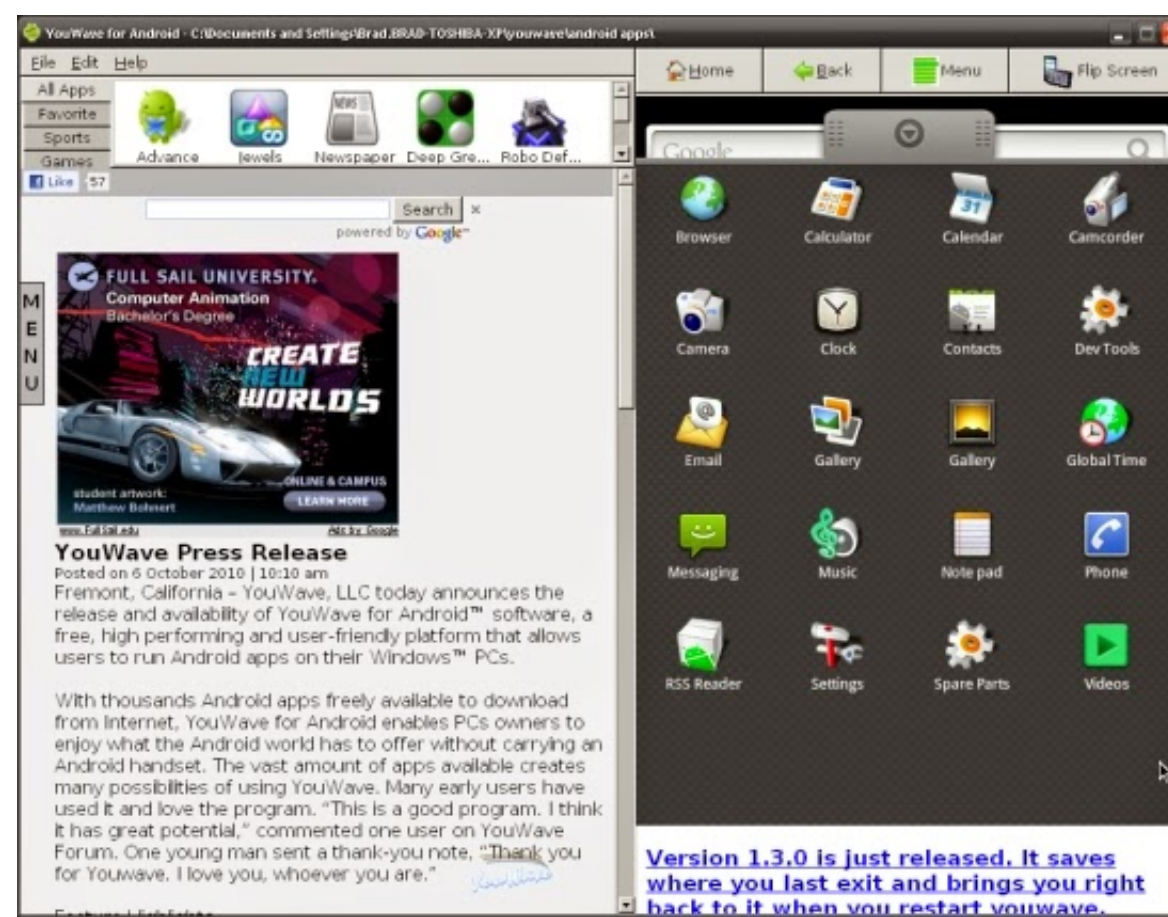 YouWave for Android - C:\Documents and Settings\Brad.BRAD-TOSHIBA-XP\youwave\android apps\
File Edit Help
All Apps
Favorite
Sports
Games
Advance
Jewels
NEWS
Newspaper
Deep Gre...
Robo Def...
Like 57
Search x
powered by Google™
MENU
FULL SAIL UNIVERSITY.
Computer Animation
Bachelor's Degree
CREATE
NEW
WORLDS
ONLINE & CAMPUS
LEARN MORE
student artwork:
Matthew Bohnert
www.FullSail.edu
Ads by Google
YouWave Press Release
Posted on 6 October 2010 | 10:10 am
Fremont, California – YouWave, LLC today announces the
release and availability of YouWave for Android™ software, a
free, high performing and user-friendly platform that allows
users to run Android apps on their Windows™ PCs.
With thousands Android apps freely available to download
from Internet, YouWave for Android enables PCs owners to
enjoy what the Android world has to offer without carrying an
Android handset. The vast amount of apps available creates
many possibilities of using YouWave. Many early users have
used it and love the program. “This is a good program. I think
it has great potential,” commented one user on YouWave
Forum. One young man sent a thank-you note, “Thank you
for Youwave. I love you, whoever you are.”
Home
Back
Menu
Flip Screen
Google
31
Browser
Calculator
Calendar
Camcorder
Camera
Clock
Contacts
Dev Tools
Email
Gallery
Gallery
Global Time
Messaging
Music
Note pad
Phone
RSS Reader
Settings
Spare Parts
Videos
Version 1.3.0 is just released. It saves
where you last exit and brings you right
back to it when you restart youwave.